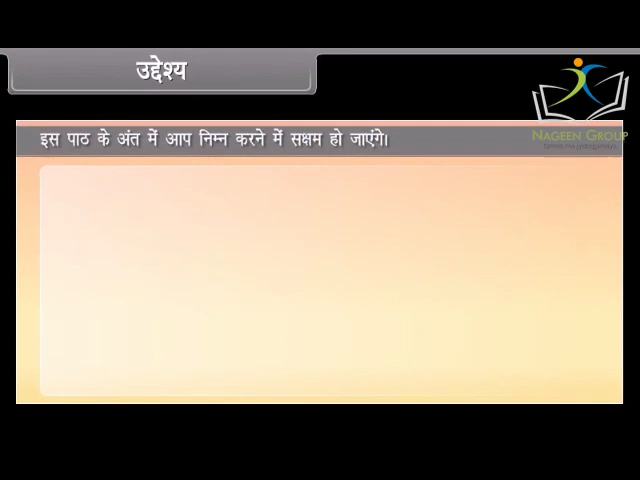 उद्देश्य
इस पाठ के अंत में आप निम्न करने में सक्षम हो जाएंगे।
NAGEEN GROUP